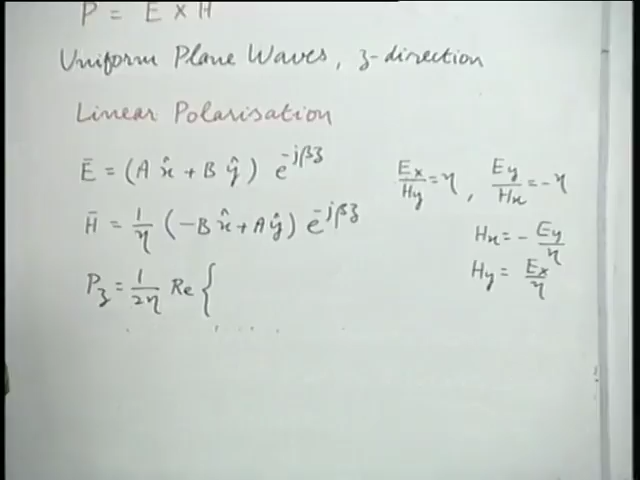 P = E × H
Uniform Plane Waves, z-direction
Linear Polarisation
Ē = (A x̂ + B ŷ) e^{-jβz}
Ex/Hy = η, Ey/Hx = -η
H̄ = 1/η (-B x̂ + A ŷ) e^{-jβz}
Hx = - Ey/η
Hy = Ex/η
Pz = 1/2η Re {